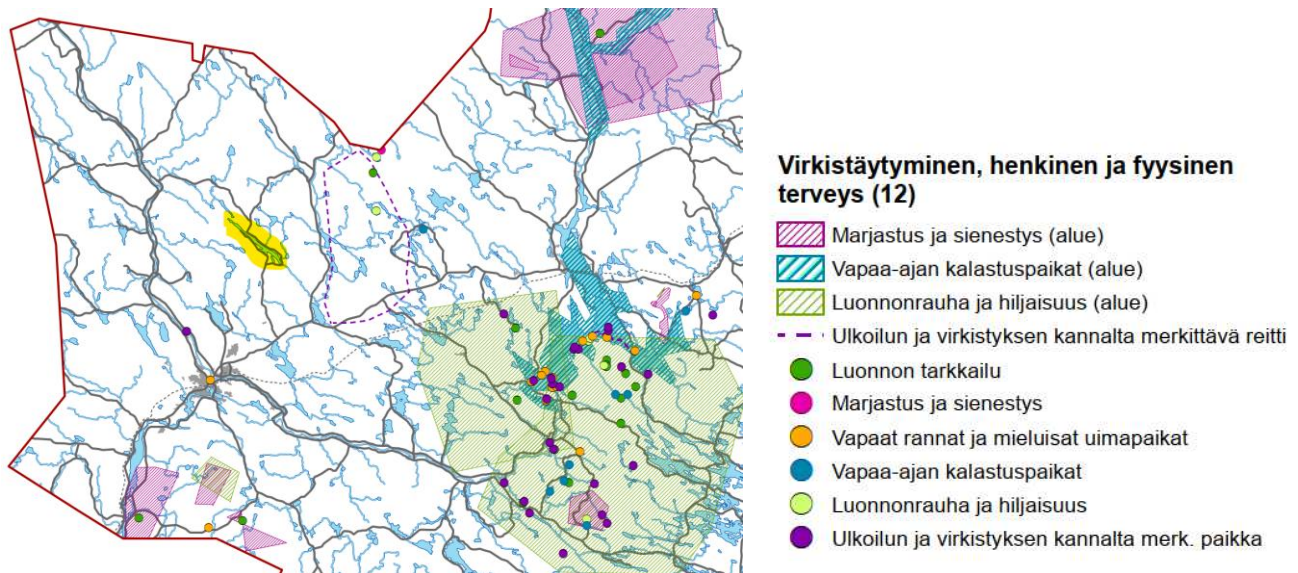 Virkistäytyminen, henkinen ja fyysinen
terveys (12)
Marjastus ja sienestys (alue)
Vapaa-ajan kalastuspaikat (alue)
Luonnonrauha ja hiljaisuus (alue)
Ulkoilun ja virkistyksen kannalta merkittävä reitti
Luonnon tarkkailu
Marjastus ja sienestys
Vapaat rannat ja mieluisat uimapaikat
Vapaa-ajan kalastuspaikat
Luonnonrauha ja hiljaisuus
Ulkoilun ja virkistyksen kannalta merk. paikka